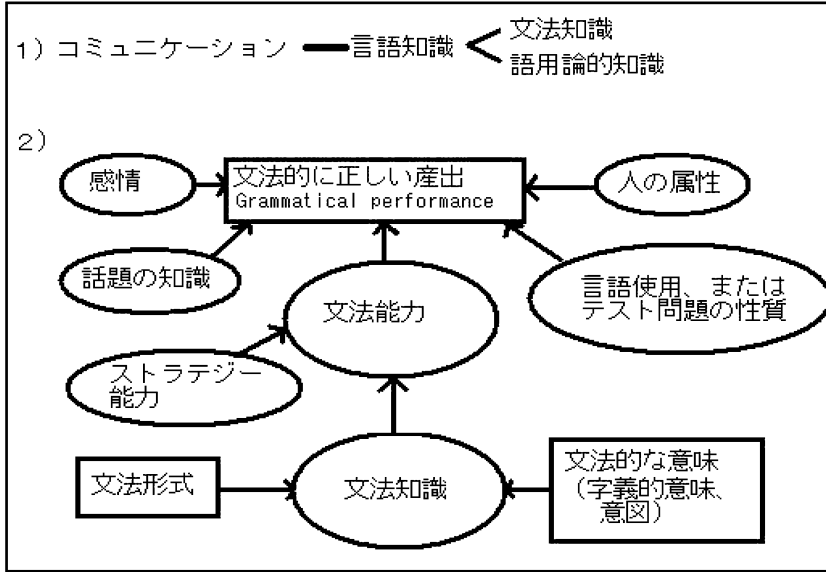 1）コミュニケーション
言語知識
文法知識
語用論的知識
2）
感情
文法的に正しい産出
Grammatical performance
人の属性
話題の知識
文法能力
言語使用、または
テスト問題の性質
ストラテジー
能力
文法形式
文法知識
文法的な意味
（字義的意味、
意図）